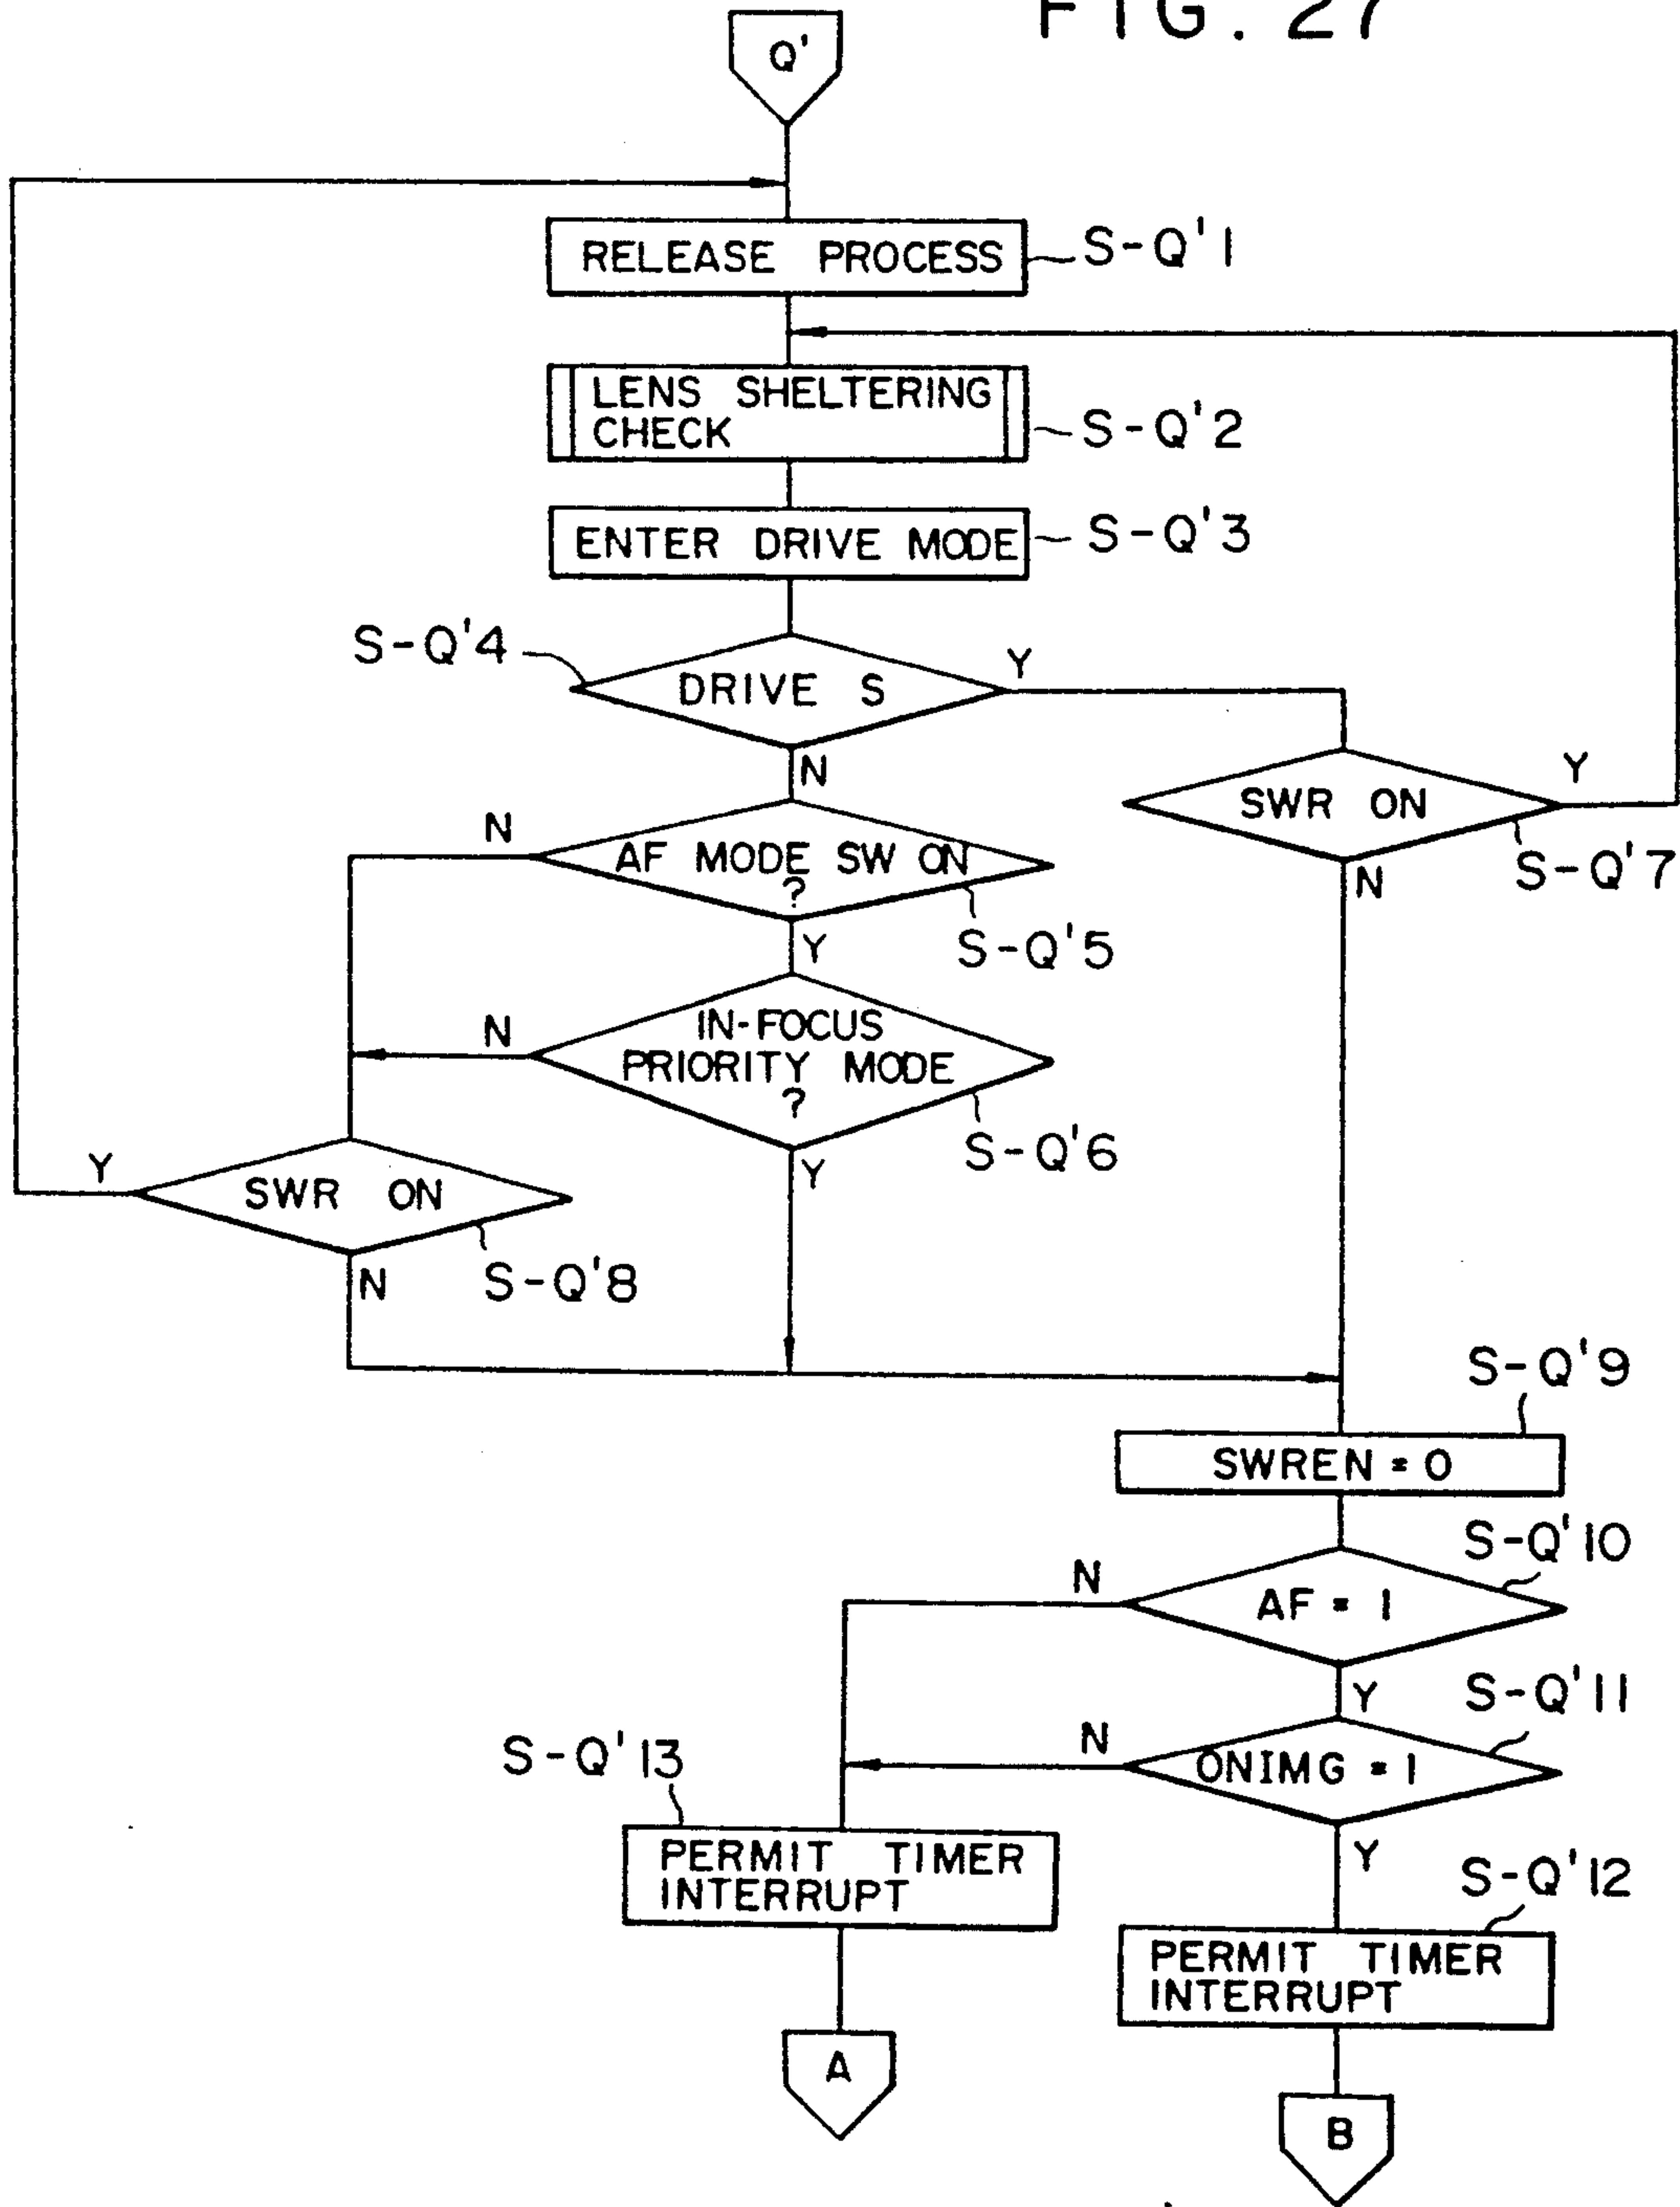 FIG. 27
Q'
RELEASE PROCESS
S-Q'1
LENS SHELTERING
CHECK
S-Q'2
ENTER DRIVE MODE
S-Q'3
S-Q'4
DRIVE S
Y
N
SWR ON
Y
S-Q'7
N
AF MODE SW ON
?
N
S-Q'5
Y
IN-FOCUS
PRIORITY MODE
?
N
S-Q'6
Y
Y
SWR ON
S-Q'8
N
S-Q'9
SWREN = 0
S-Q'10
N
AF = 1
Y
S-Q'11
N
ONIMG = 1
Y
S-Q'13
PERMIT TIMER
INTERRUPT
S-Q'12
PERMIT TIMER
INTERRUPT
A
B